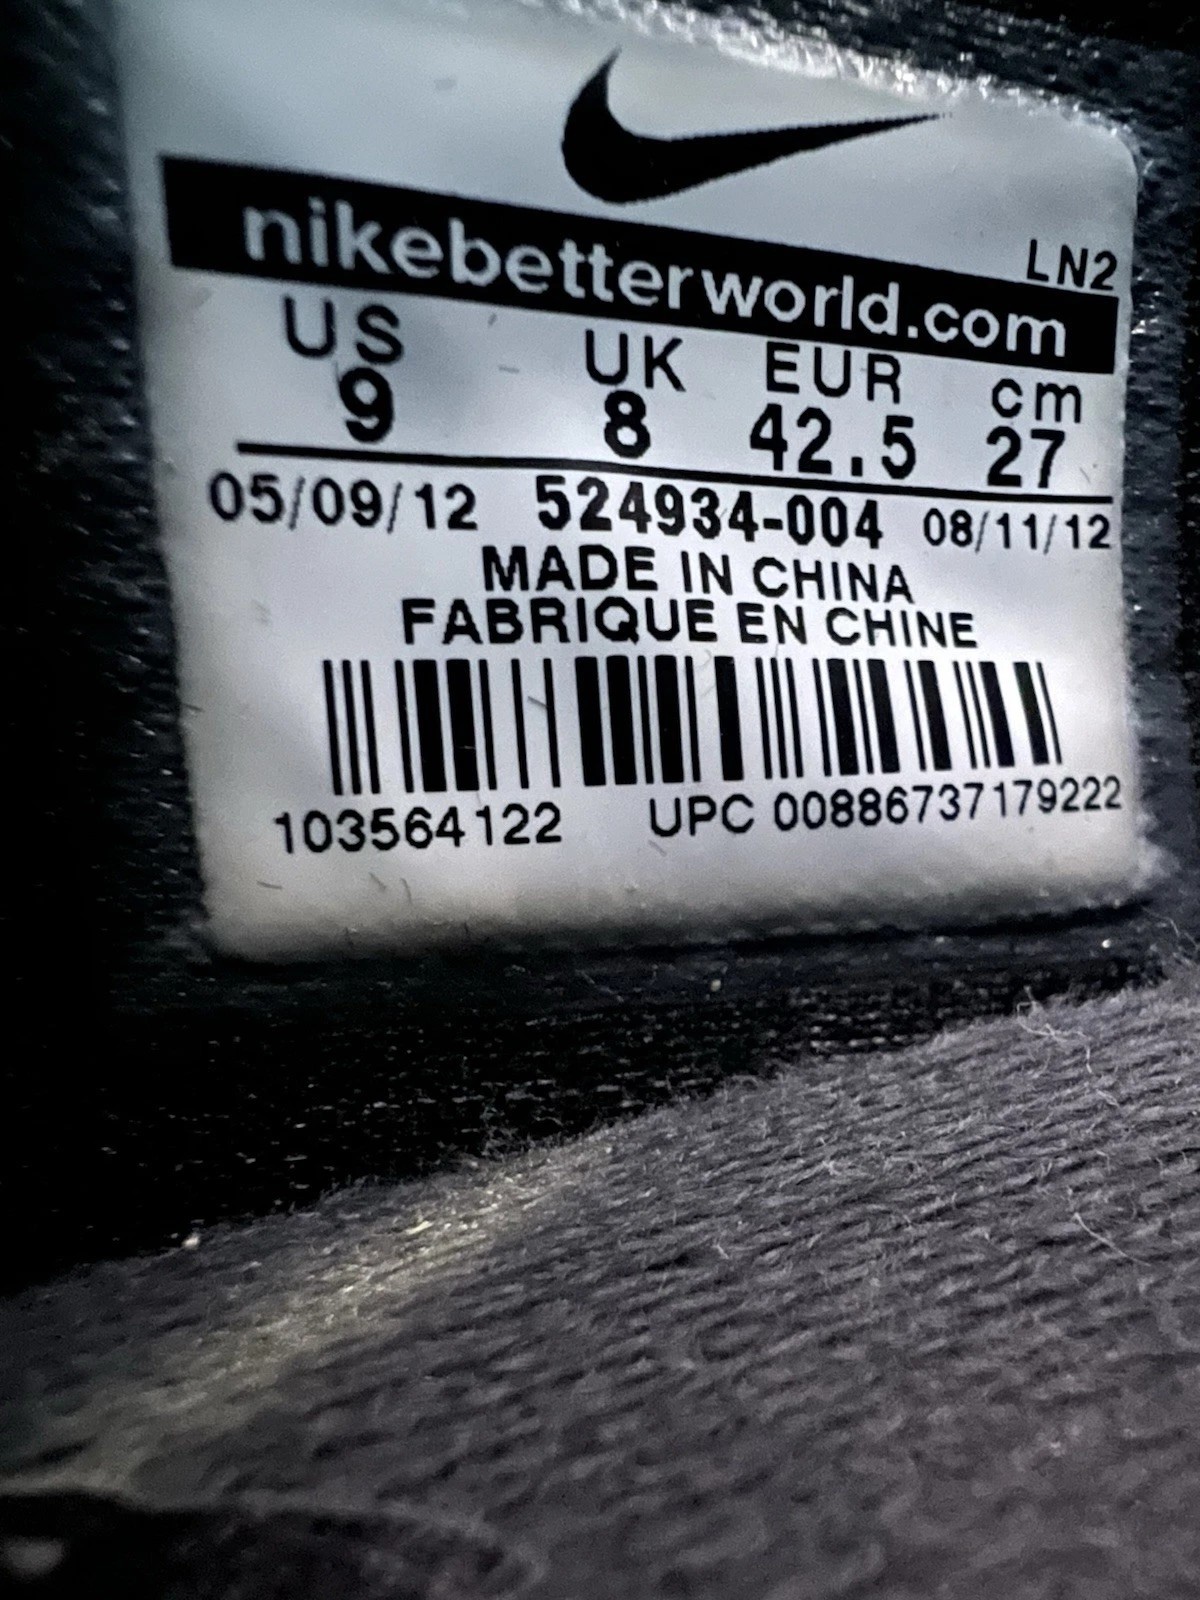 LN2
nikebetterworld.com
US UK EUR cm
9 8 42.5 27
05/09/12 524934-004 08/11/12
MADE IN CHINA
FABRIQUE EN CHINE
103564122 UPC 00886737179222